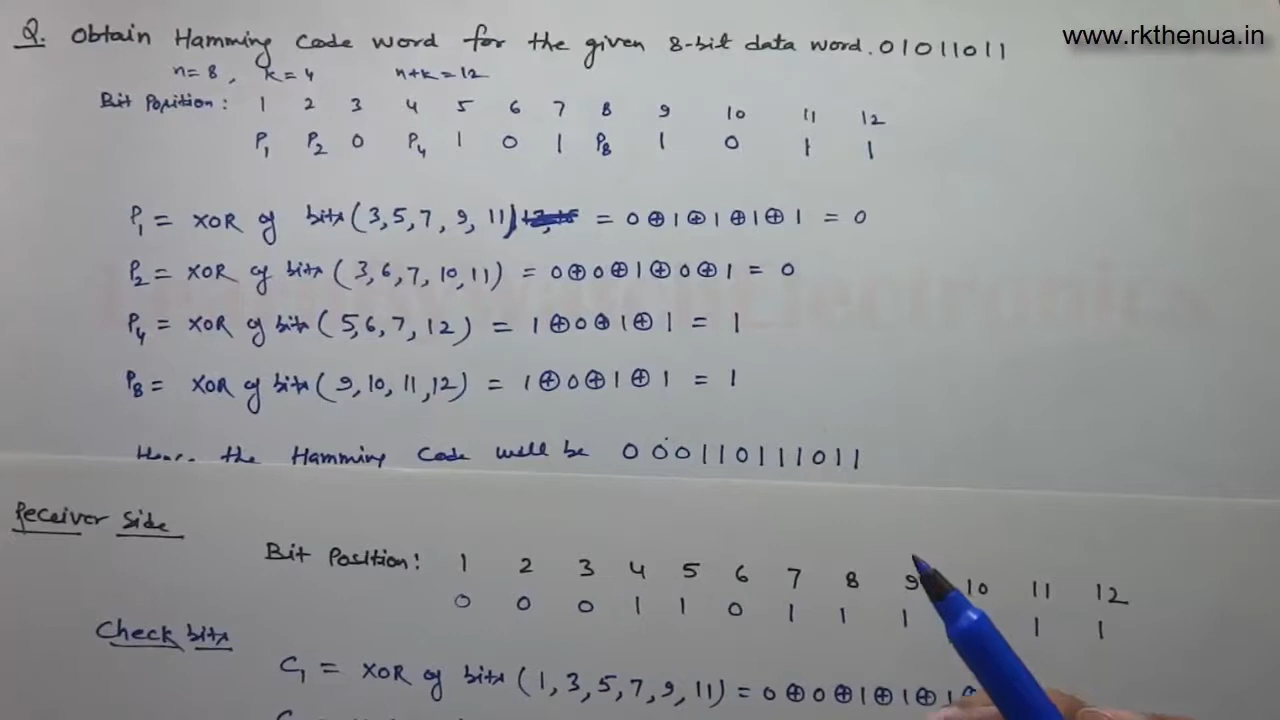 www.rkthenua.in
Q. Obtain Hamming Code word for the given 8-bit data word. 01011011
n=8, k=4 n+k=12
Bit Position: 1 2 3 4 5 6 7 8 9 10 11 12
P1 P2 0 P4 1 0 1 P8 1 0 1 1
P1 = XOR of bits (3,5,7,9,11) = 0⊕1⊕1⊕1⊕1 = 0
P2 = XOR of bits (3,6,7,10,11) = 0⊕0⊕1⊕0⊕1 = 0
P4 = XOR of bits (5,6,7,12) = 1⊕0⊕1⊕1 = 1
P8 = XOR of bits (9,10,11,12) = 1⊕0⊕1⊕1 = 1
the Hamming Code will be 000110111011
Receiver Side
Bit Position: 1 2 3 4 5 6 7 8 9 10 11 12
0 0 0 1 1 0 1 1 1 1 1
Check bits
C1 = XOR of bits (1,3,5,7,9,11) = 0⊕0⊕1⊕1⊕1